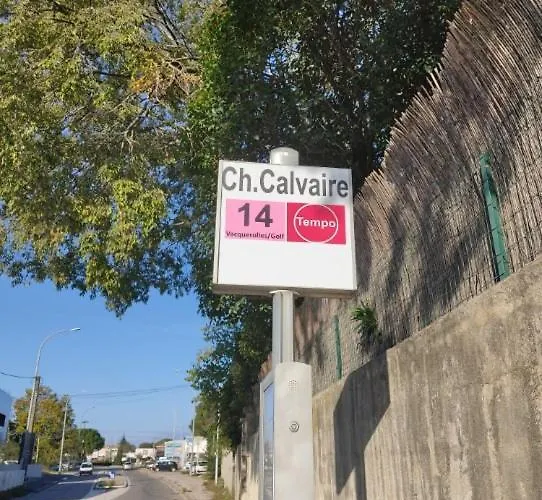 Ch.Calvaire
14 Tempo
Vacquerolles/Golf